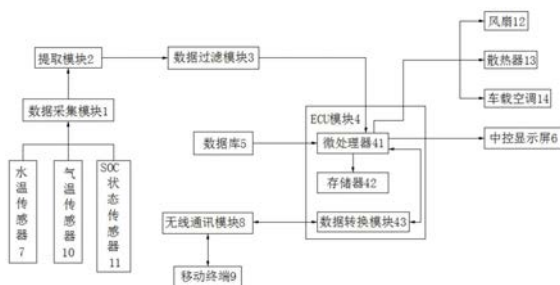 风扇12
提取模块2
数据过滤模块3
散热器13
数据采集模块1
车载空调14
ECU模块4
数据库5
微处理器41
中控显示屏6
存储器42
水温传感器7
气温传感器10
SOC状态传感器11
无线通讯模块8
数据转换模块43
移动终端9